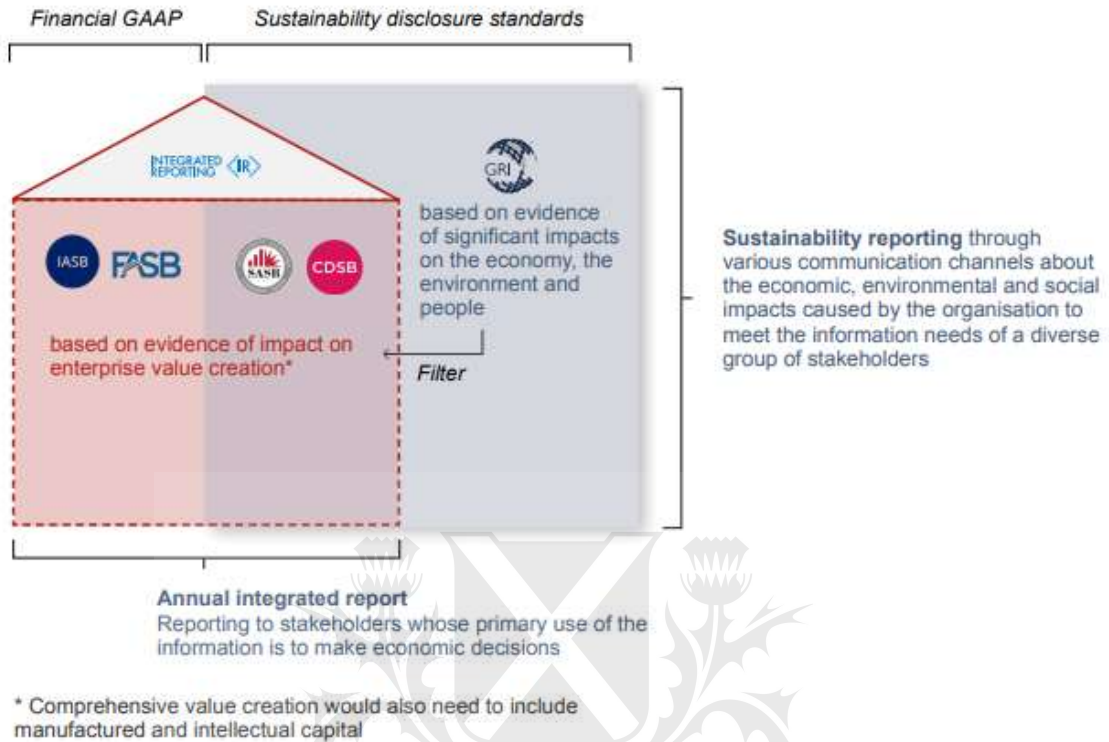 Financial GAAP
Sustainability disclosure standards
INTEGRATED
REPORTING
<IR>
GRI
based on evidence
of significant impacts
on the economy, the
environment and
people
IASB
FASB
SASB
CDSB
based on evidence of impact on
enterprise value creation*
Filter
Sustainability reporting through
various communication channels about
the economic, environmental and social
impacts caused by the organisation to
meet the information needs of a diverse
group of stakeholders
Annual integrated report
Reporting to stakeholders whose primary use of the
information is to make economic decisions
* Comprehensive value creation would also need to include
manufactured and intellectual capital